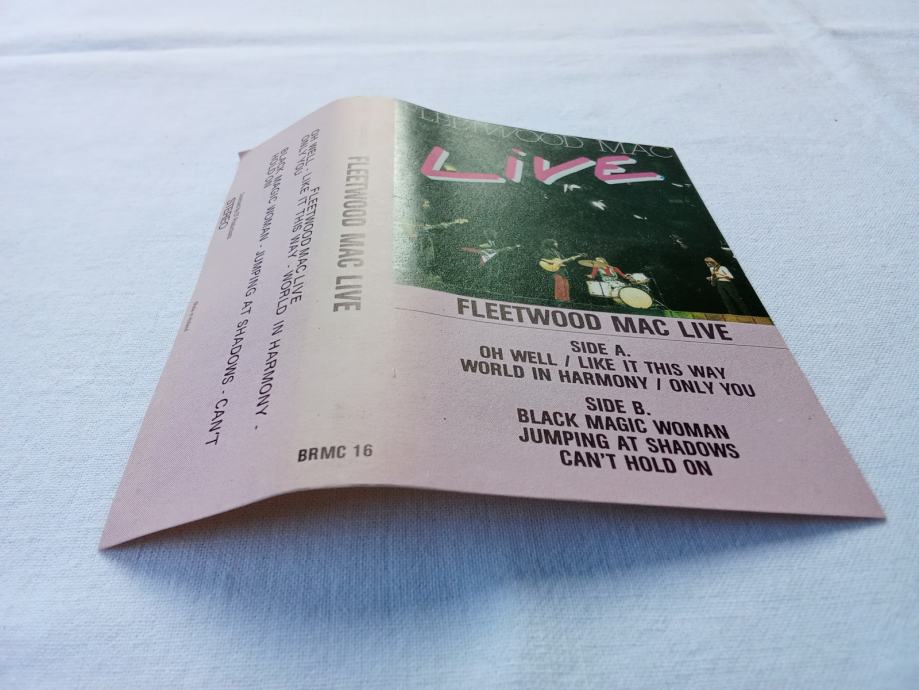 FLEETWOOD MAC
LiVE
FLEETWOOD MAC LIVE
SIDE A.
OH WELL / LIKE IT THIS WAY
WORLD IN HARMONY / ONLY YOU
SIDE B.
BLACK MAGIC WOMAN
JUMPING AT SHADOWS
CAN'T HOLD ON
FLEETWOOD MAC LIVE
BRMC 16
FLEETWOOD MAC LIVE
OH WELL - LIKE IT THIS WAY - WORLD IN HARMONY -
ONLY YOU
BLACK MAGIC WOMAN - JUMPING AT SHADOWS - CAN'T
HOLD ON
STEREO